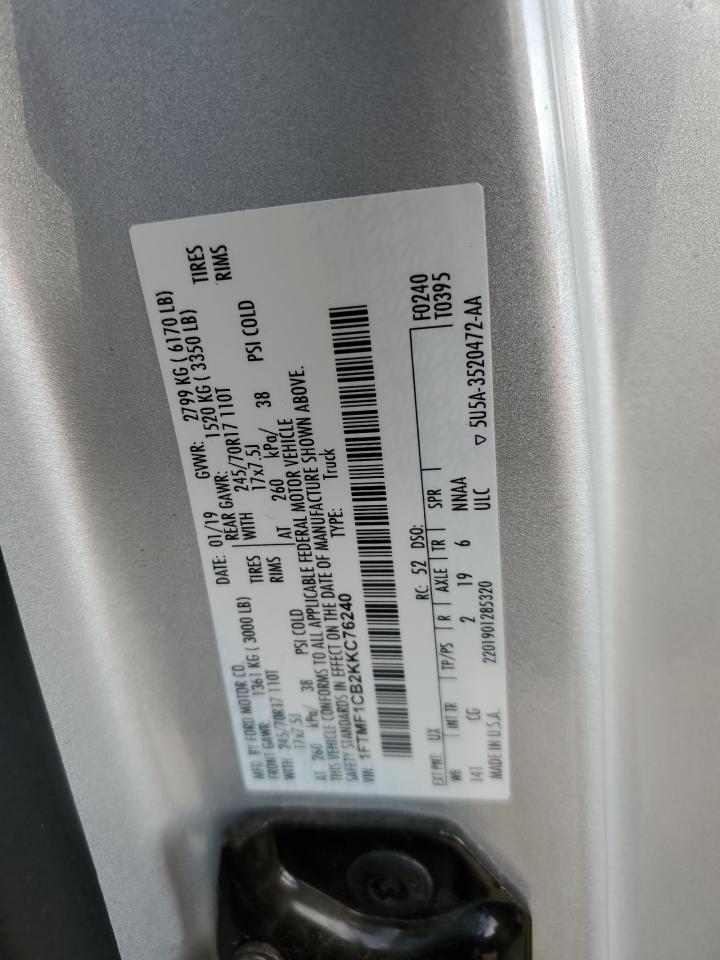 MFD. BY FORD MOTOR CO.
DATE: 01/19 GVWR: 2799 KG ( 6170 LB)
FRONT GAWR: 1361 KG ( 3000 LB) REAR GAWR: 1520 KG ( 3350 LB)
WITH 245/70R17 110T TIRES WITH 245/70R17 110T TIRES
17x7.5J RIMS 17x7.5J RIMS
AT 260 kPa/ 38 PSI COLD AT 260 kPa/ 38 PSI COLD
THIS VEHICLE CONFORMS TO ALL APPLICABLE FEDERAL MOTOR VEHICLE
SAFETY STANDARDS IN EFFECT ON THE DATE OF MANUFACTURE SHOWN ABOVE.
VIN: 1FTMF1CB2KKC76240 TYPE: Truck
F0240
T0395
EXT PNT: UX RC: 52 DSO:
WB INT TR TP/PS R AXLE TR SPR
141 CG 2 19 6 NNAA
MADE IN U.S.A. 2201901285320 ULC
▽ 5U5A-3520472-AA